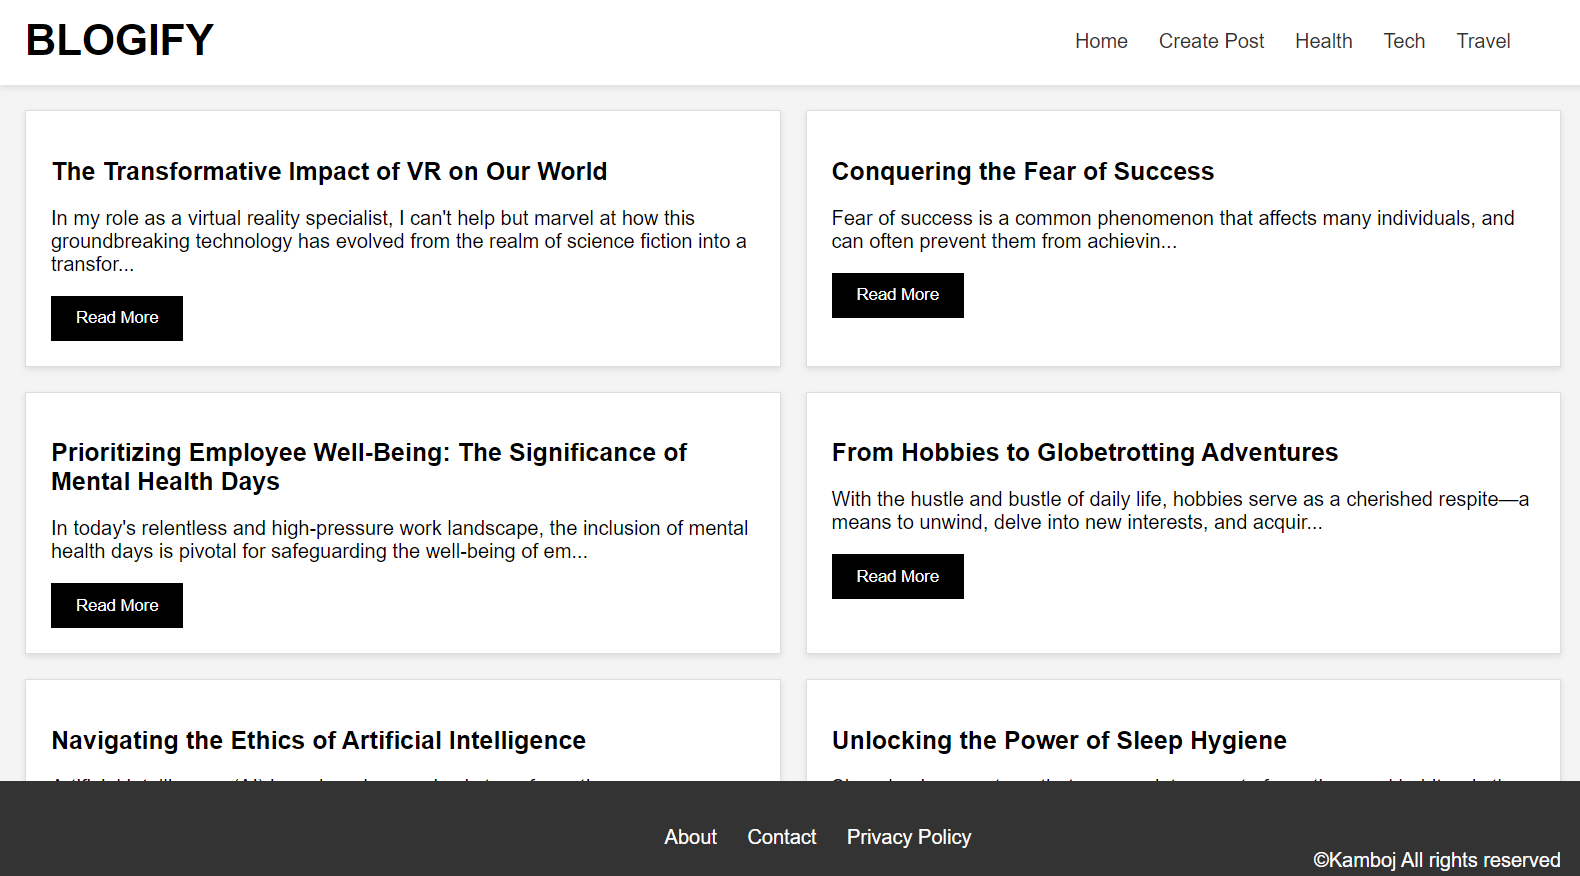 BLOGIFY
Home Create Post Health Tech Travel
The Transformative Impact of VR on Our World
In my role as a virtual reality specialist, I can't help but marvel at how this
groundbreaking technology has evolved from the realm of science fiction into a
transfor...
Read More
Conquering the Fear of Success
Fear of success is a common phenomenon that affects many individuals, and
can often prevent them from achievin...
Read More
Prioritizing Employee Well-Being: The Significance of
Mental Health Days
In today's relentless and high-pressure work landscape, the inclusion of mental
health days is pivotal for safeguarding the well-being of em...
Read More
From Hobbies to Globetrotting Adventures
With the hustle and bustle of daily life, hobbies serve as a cherished respite—a
means to unwind, delve into new interests, and acquir...
Read More
Navigating the Ethics of Artificial Intelligence
Unlocking the Power of Sleep Hygiene
About Contact Privacy Policy
©Kamboj All rights reserved